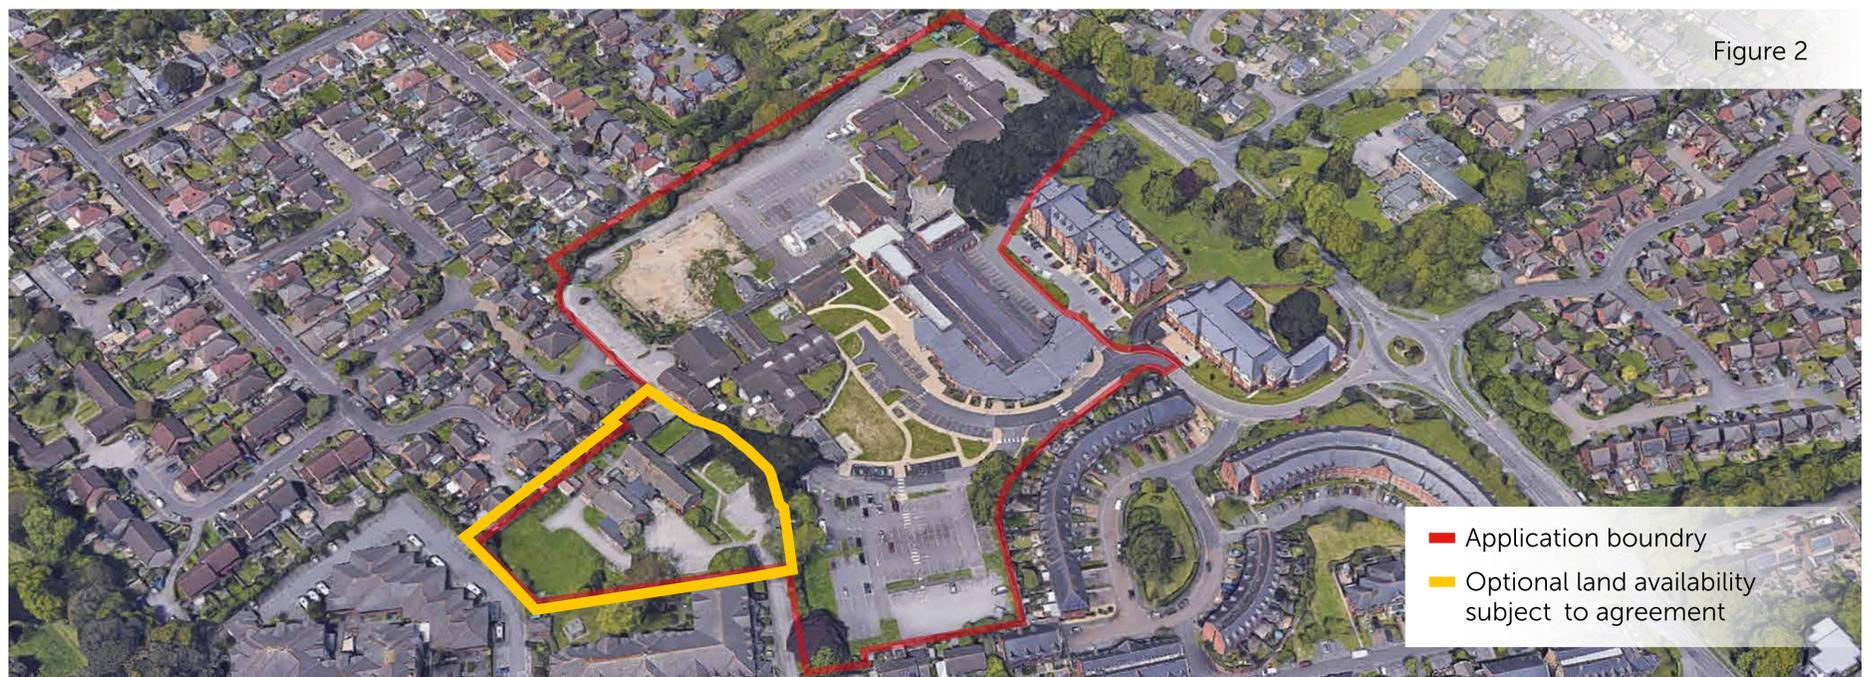 Figure 2
Application boundry
Optional land availability
subject to agreement